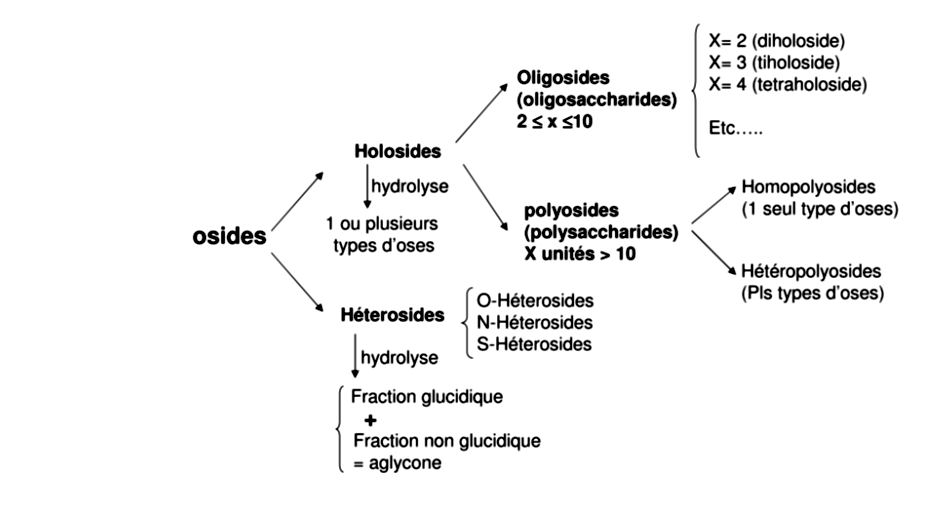 X= 2 (diholoside)
X= 3 (tiholoside)
X= 4 (tetraholoside)
Etc…..
Oligosides
(oligosaccharides)
2 ≤ x ≤10
Holosides
hydrolyse
1 ou plusieurs
types d’oses
osides
polyosides
(polysaccharides)
X unités > 10
Homopolyosides
(1 seul type d’oses)
Hétéropolyosides
(Pls types d’oses)
Héterosides
O-Héterosides
N-Héterosides
S-Héterosides
hydrolyse
Fraction glucidique
+
Fraction non glucidique
= aglycone